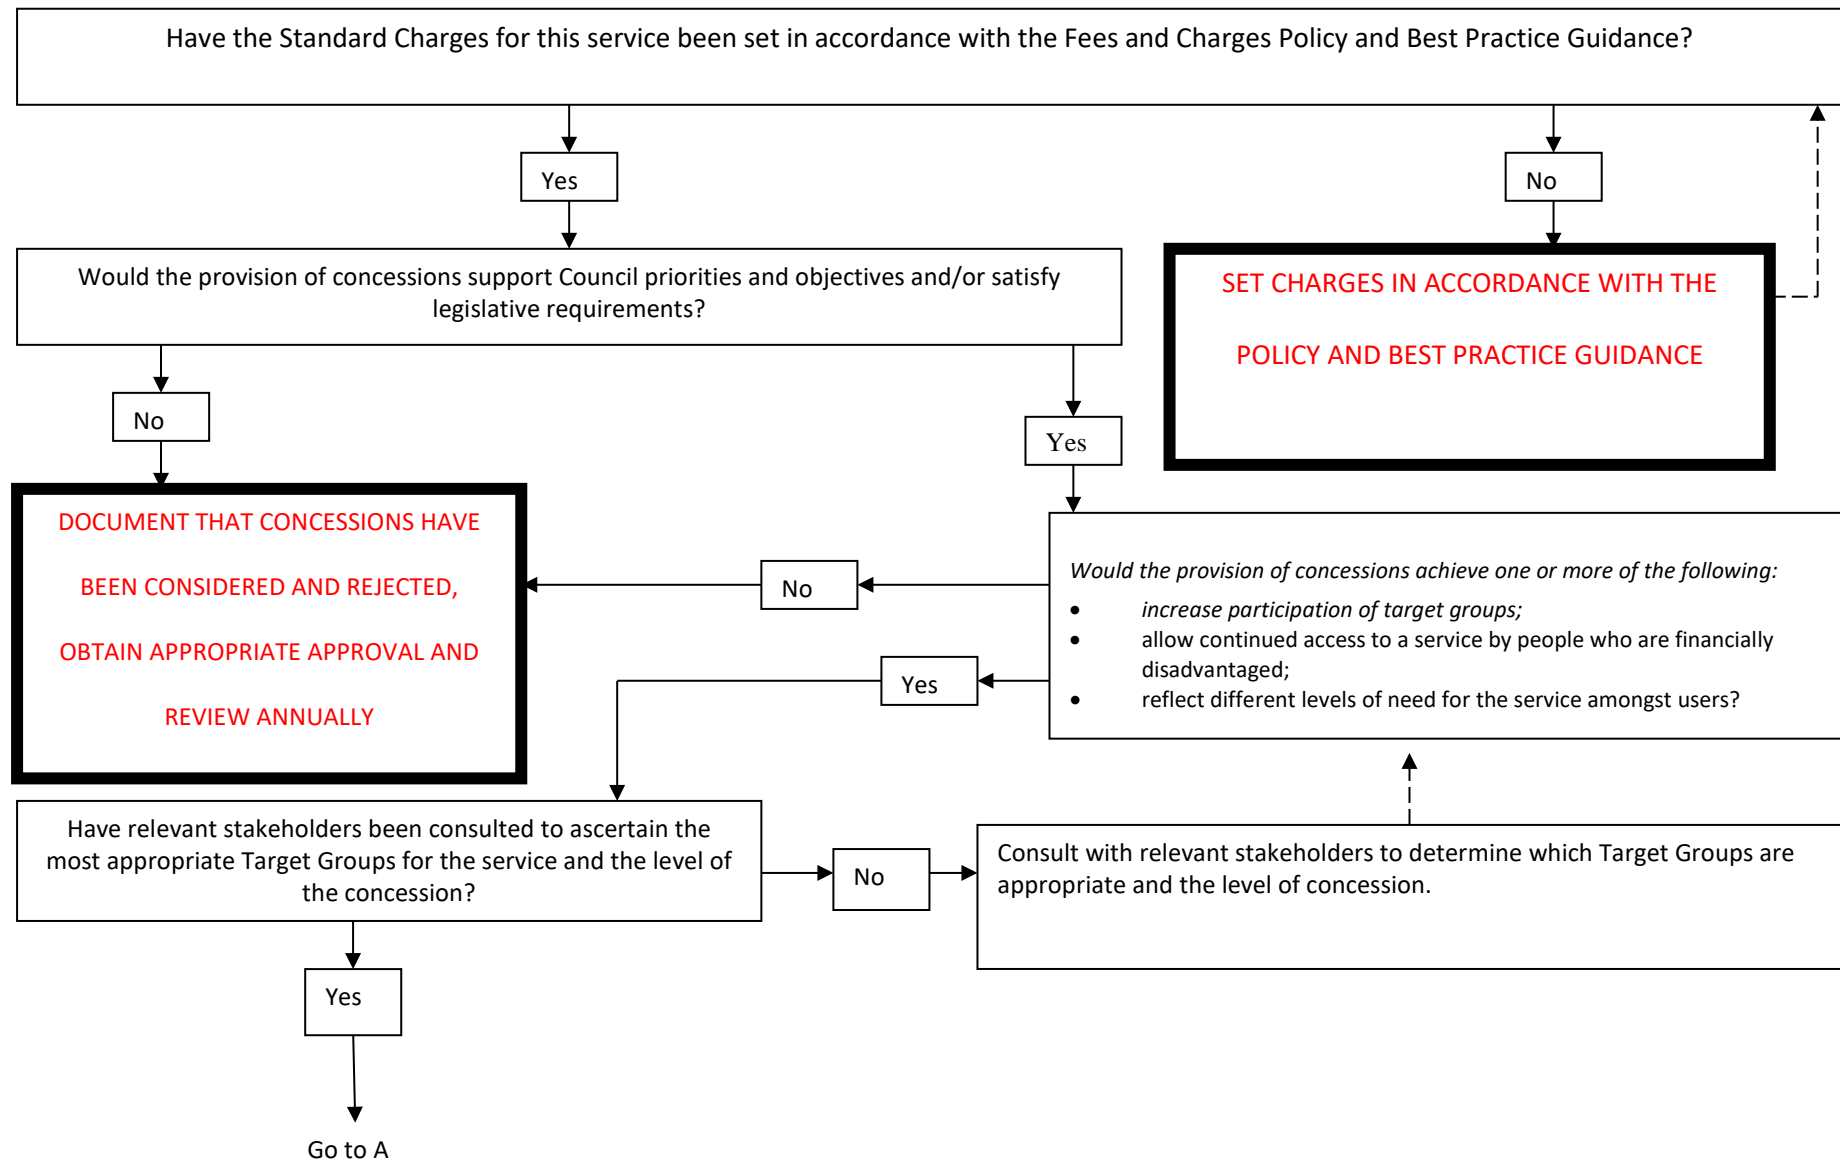 Have the Standard Charges for this service been set in accordance with the Fees and Charges Policy and Best Practice Guidance?
Yes
No
Would the provision of concessions support Council priorities and objectives and/or satisfy
legislative requirements?
SET CHARGES IN ACCORDANCE WITH THE
POLICY AND BEST PRACTICE GUIDANCE
No
Yes
DOCUMENT THAT CONCESSIONS HAVE
BEEN CONSIDERED AND REJECTED,
OBTAIN APPROPRIATE APPROVAL AND
REVIEW ANNUALLY
No
Would the provision of concessions achieve one or more of the following:
• increase participation of target groups;
• allow continued access to a service by people who are financially
disadvantaged;
• reflect different levels of need for the service amongst users?
Yes
Have relevant stakeholders been consulted to ascertain the
most appropriate Target Groups for the service and the level of
the concession?
No
Consult with relevant stakeholders to determine which Target Groups are
appropriate and the level of concession.
Yes
Go to A